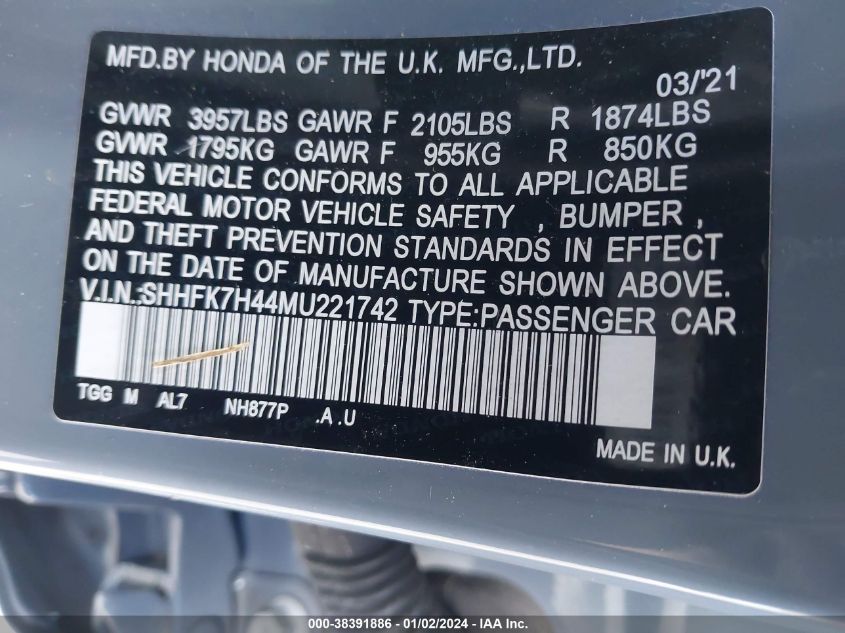 MFD.BY HONDA OF THE U.K. MFG.,LTD.
03/'21
GVWR 3957LBS GAWR F 2105LBS R 1874LBS
GVWR 1795KG GAWR F 955KG R 850KG
THIS VEHICLE CONFORMS TO ALL APPLICABLE
FEDERAL MOTOR VEHICLE SAFETY , BUMPER ,
AND THEFT PREVENTION STANDARDS IN EFFECT
ON THE DATE OF MANUFACTURE SHOWN ABOVE.
V.I.N.:SHHFK7H44MU221742 TYPE:PASSENGER CAR
TGG M AL7 NH877P .A .U
MADE IN U.K.
000-38391886 - 01/02/2024 - IAA Inc.